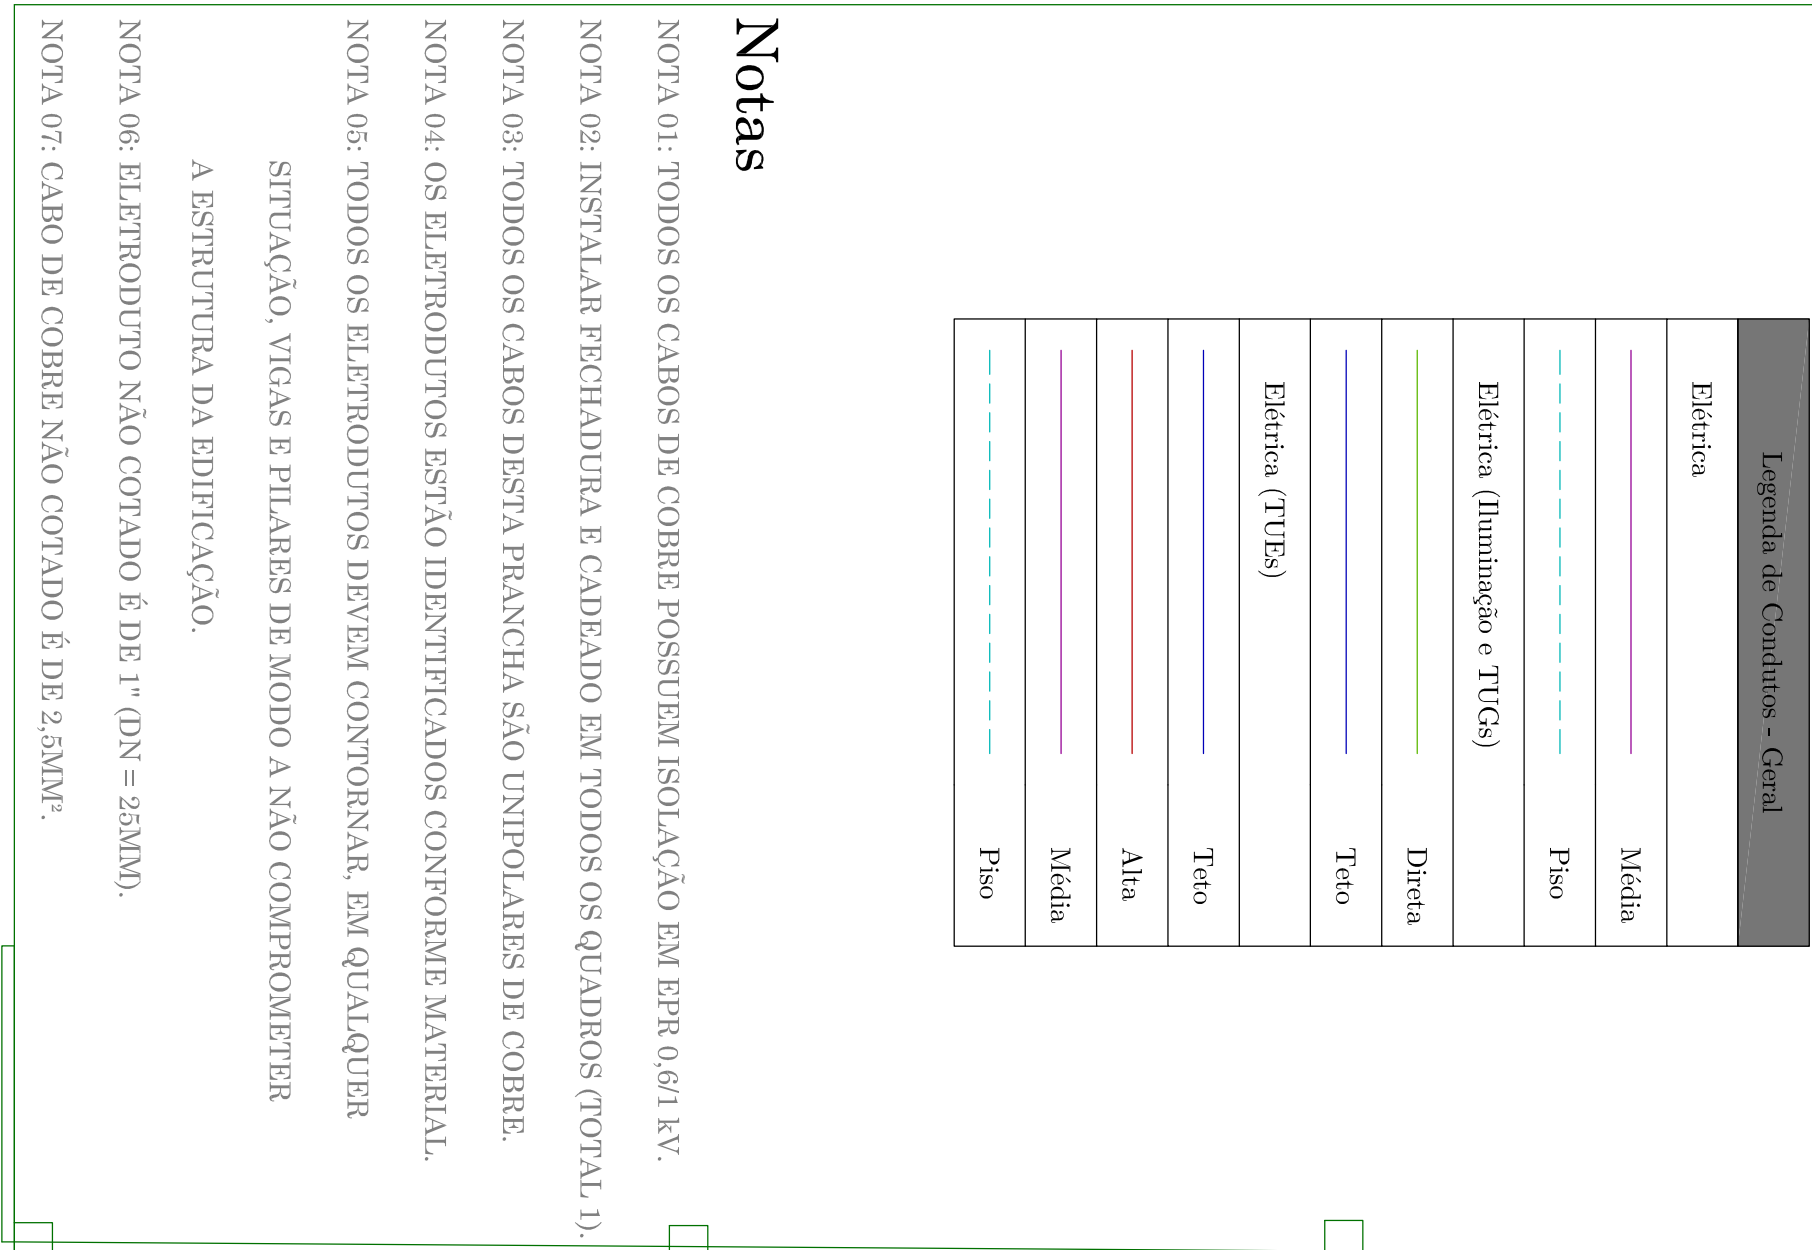 Legenda de Condutos - Geral
Elétrica
Média
Piso
Elétrica (Iluminação e TUGs)
Direta
Teto
Elétrica (TUEs)
Teto
Alta
Média
Piso
Notas
NOTA 01: TODOS OS CABOS DE COBRE POSSUEM ISOLAÇÃO EM EPR 0,6/1 kV.
NOTA 02: INSTALAR FECHADURA E CADEADO EM TODOS OS QUADROS (TOTAL 1).
NOTA 03: TODOS OS CABOS DESTA PRANCHA SÃO UNIPOLARES DE COBRE.
NOTA 04: OS ELETRODUTOS ESTÃO IDENTIFICADOS CONFORME MATERIAL.
NOTA 05: TODOS OS ELETRODUTOS DEVEM CONTORNAR, EM QUALQUER
SITUAÇÃO, VIGAS E PILARES DE MODO A NÃO COMPROMETER
A ESTRUTURA DA EDIFICAÇÃO.
NOTA 06: ELETRODUTO NÃO COTADO É DE 1" (DN = 25MM).
NOTA 07: CABO DE COBRE NÃO COTADO É DE 2,5MM².